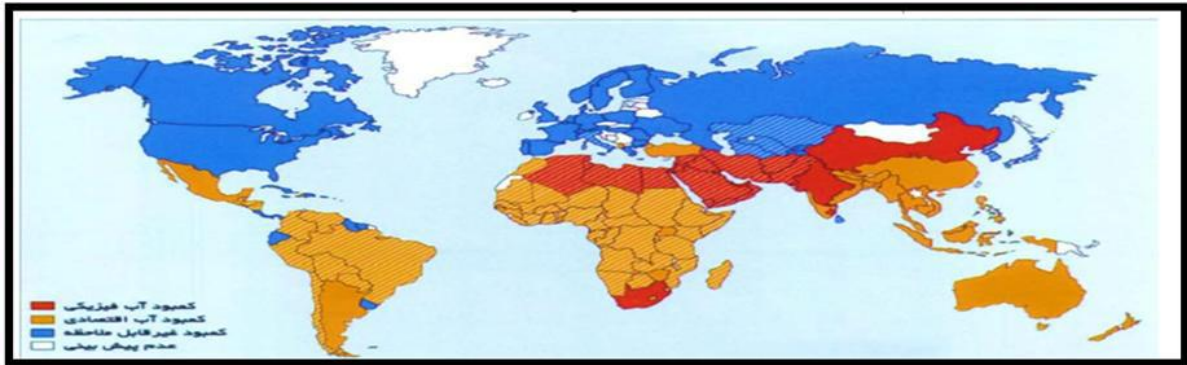 کمبود آب فیزیکی
کمبود آب اقتصادی
کمبود غیرقابل ملاحظه
عدم پیش بینی